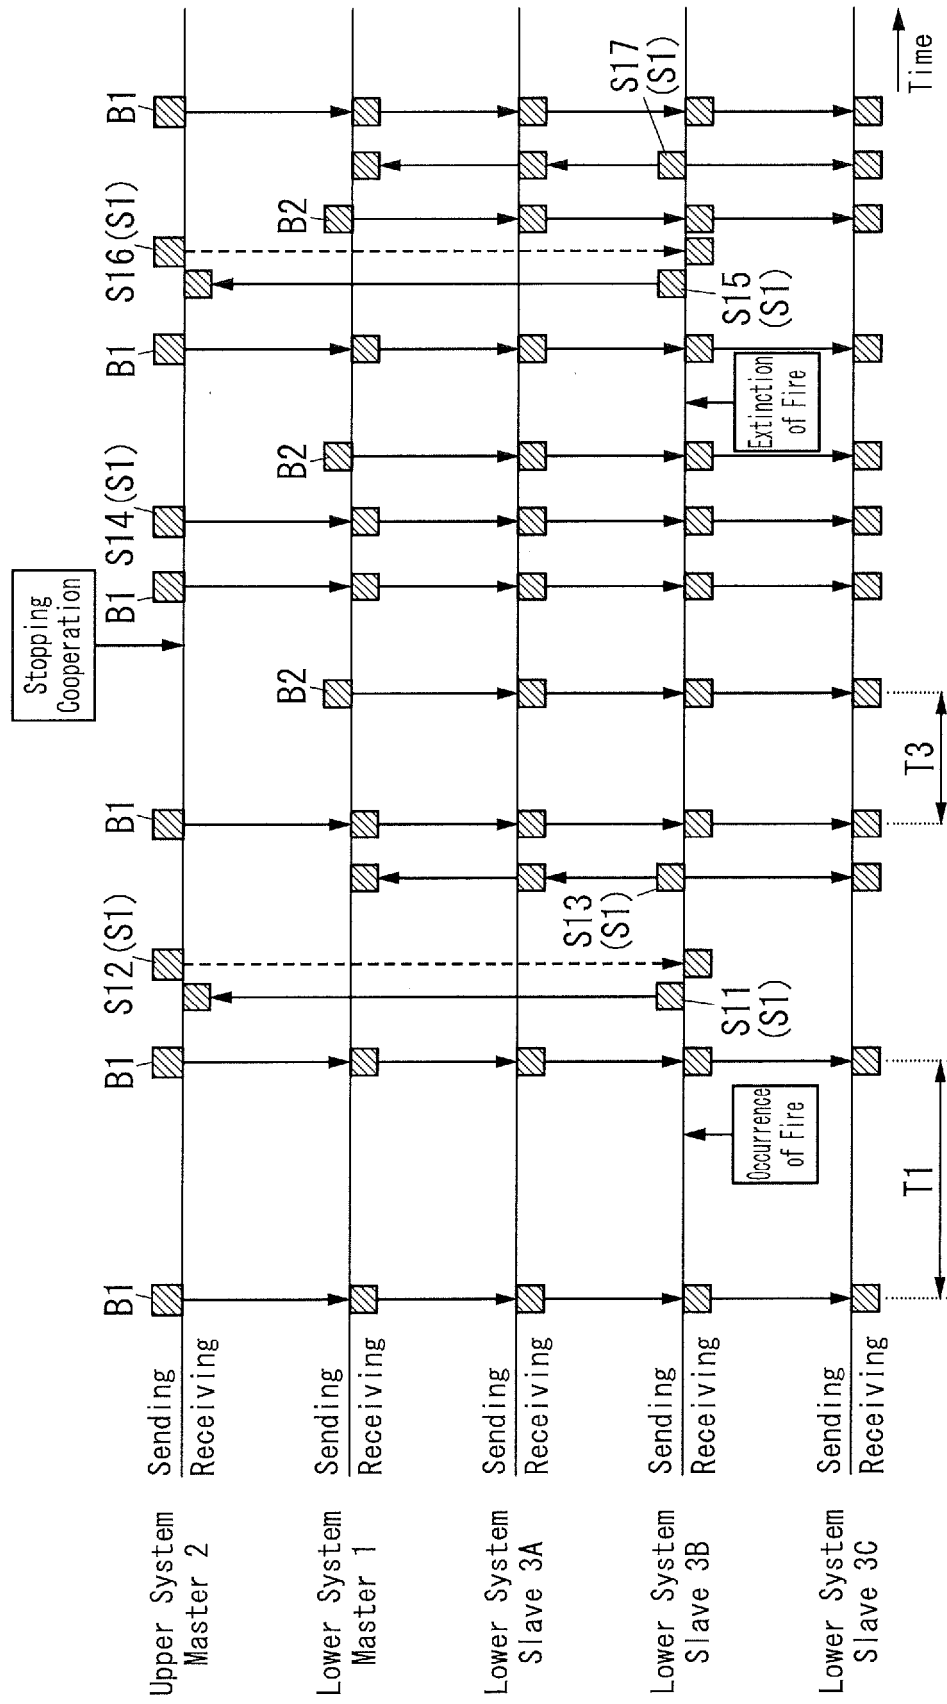 Upper System
Master 2
Sending
Receiving
Lower System
Master 1
Sending
Receiving
Lower System
Slave 3A
Sending
Receiving
Lower System
Slave 3B
Sending
Receiving
Lower System
Slave 3C
Sending
Receiving
B1
B1
S12(S1)
B1
Stopping
Cooperation
B1
S14(S1)
B1
S16(S1)
B1
B2
B2
B2
S11
(S1)
S13
(S1)
S15
(S1)
S17
(S1)
Occurrence
of Fire
Extinction
of Fire
T1
T3
Time